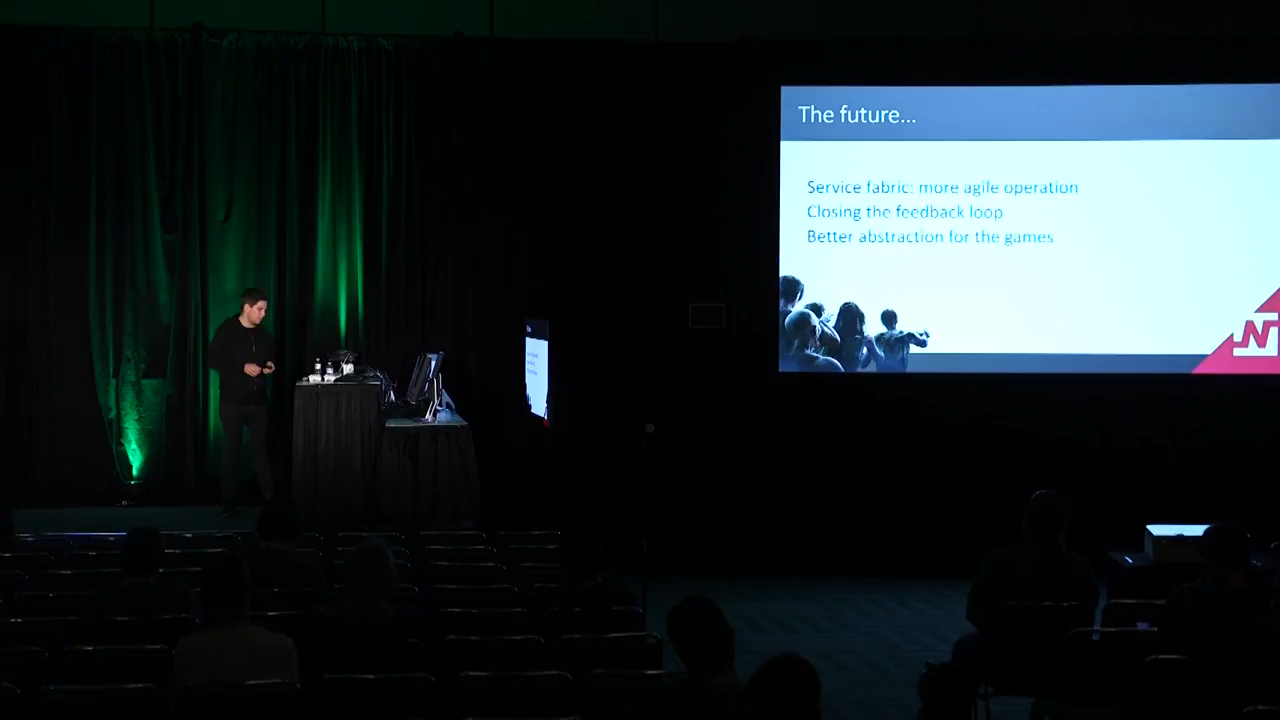 The future...
Service fabric: more agile operation
Closing the feedback loop
Better abstraction for the games
N